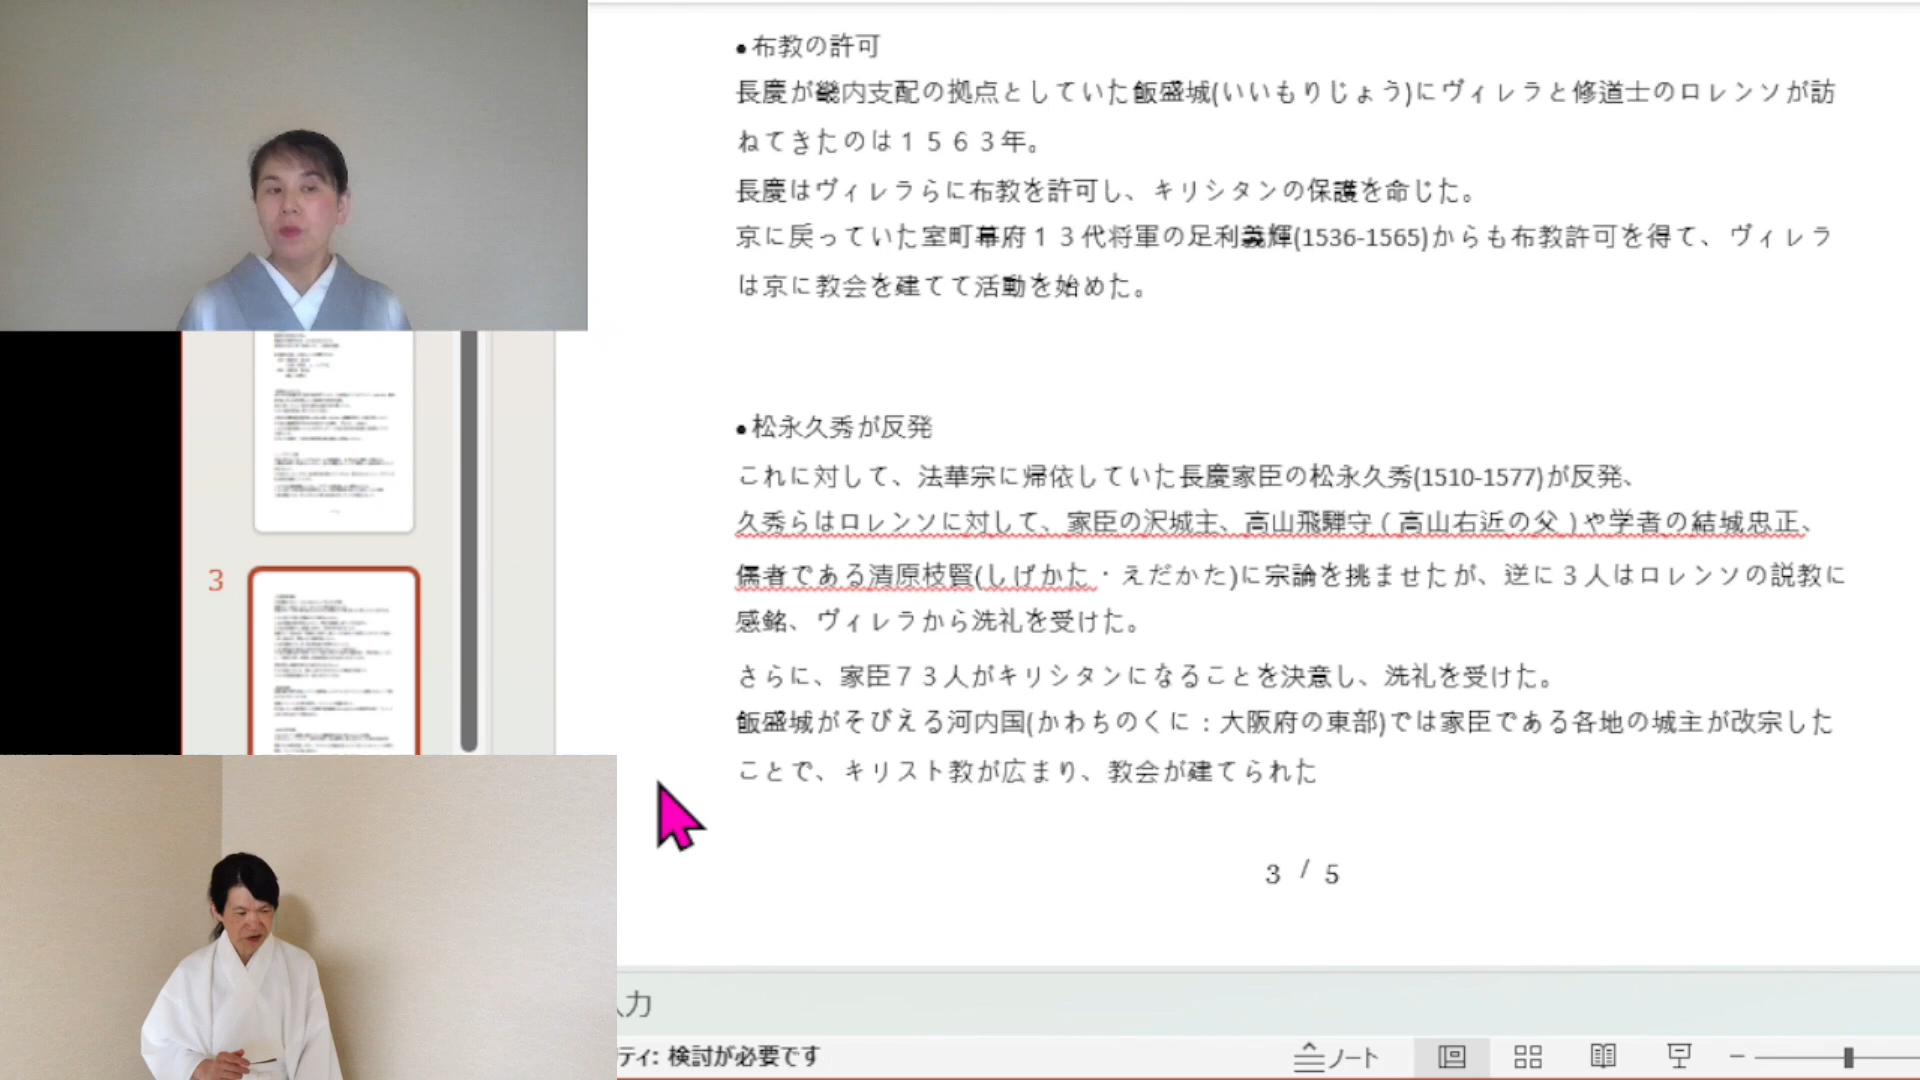 ●布教の許可
長慶が畿内支配の拠点としていた飯盛城(いいもりじょう)にヴィレラと修道士のロレンソが訪
ねてきたのは１５６３年。
長慶はヴィレラらに布教を許可し、キリシタンの保護を命じた。
京に戻っていた室町幕府１３代将軍の足利義輝(1536-1565)からも布教許可を得て、ヴィレラ
は京に教会を建てて活動を始めた。
●松永久秀が反発
これに対して、法華宗に帰依していた長慶家臣の松永久秀(1510-1577)が反発、
久秀らはロレンソに対して、家臣の沢城主、高山飛騨守(高山右近の父)や学者の結城忠正、
儒者である清原枝賢(しげかた・えだかた)に宗論を挑ませたが、逆に３人はロレンソの説教に
感銘、ヴィレラから洗礼を受けた。
さらに、家臣７３人がキリシタンになることを決意し、洗礼を受けた。
飯盛城がそびえる河内国(かわちのくに：大阪府の東部)では家臣である各地の城主が改宗した
ことで、キリスト教が広まり、教会が建てられた
3 / 5
3
力
ティ: 検討が必要です
ノート